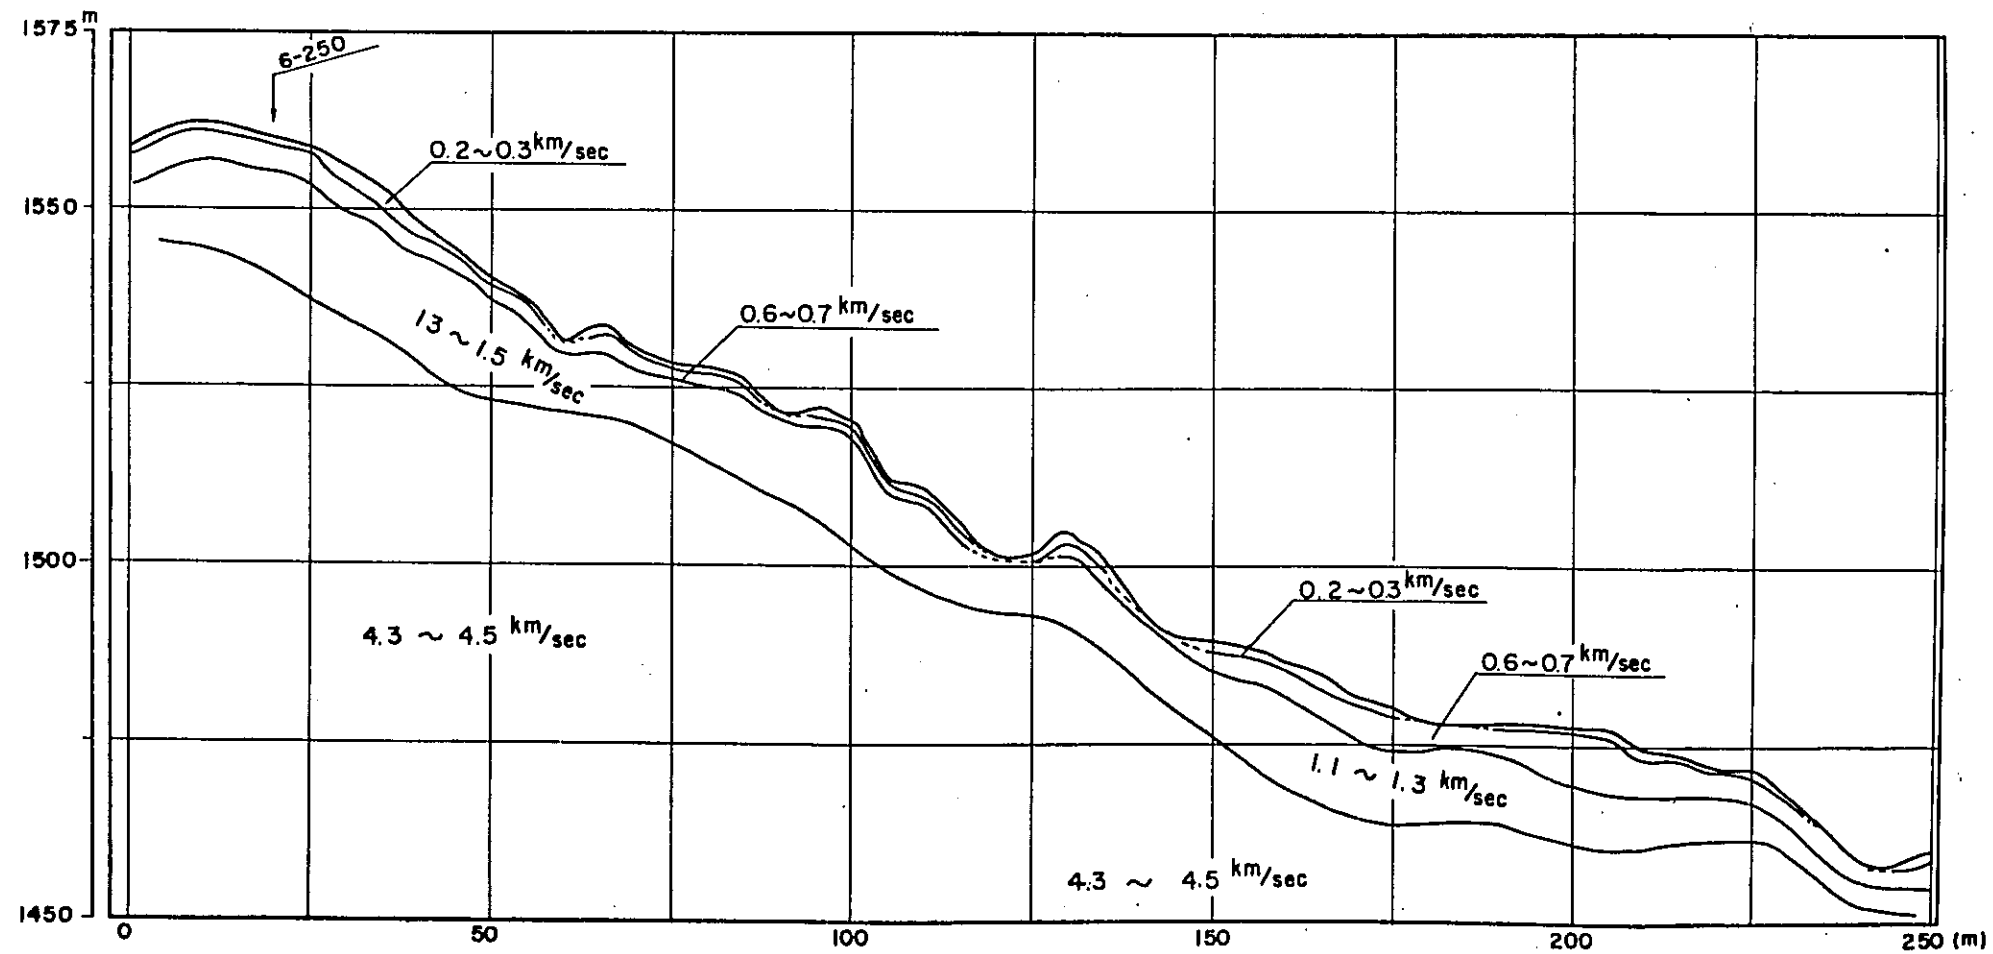 1575 m
6-250
0.2~0.3 km/sec
1550
0.6~0.7 km/sec
13 ~ 1.5 km/sec
1500
0.2~03 km/sec
4.3 ~ 4.5 km/sec
0.6~0.7 km/sec
1.1 ~ 1.3 km/sec
4.3 ~ 4.5 km/sec
1450
0 50 100 150 200 250 (m)